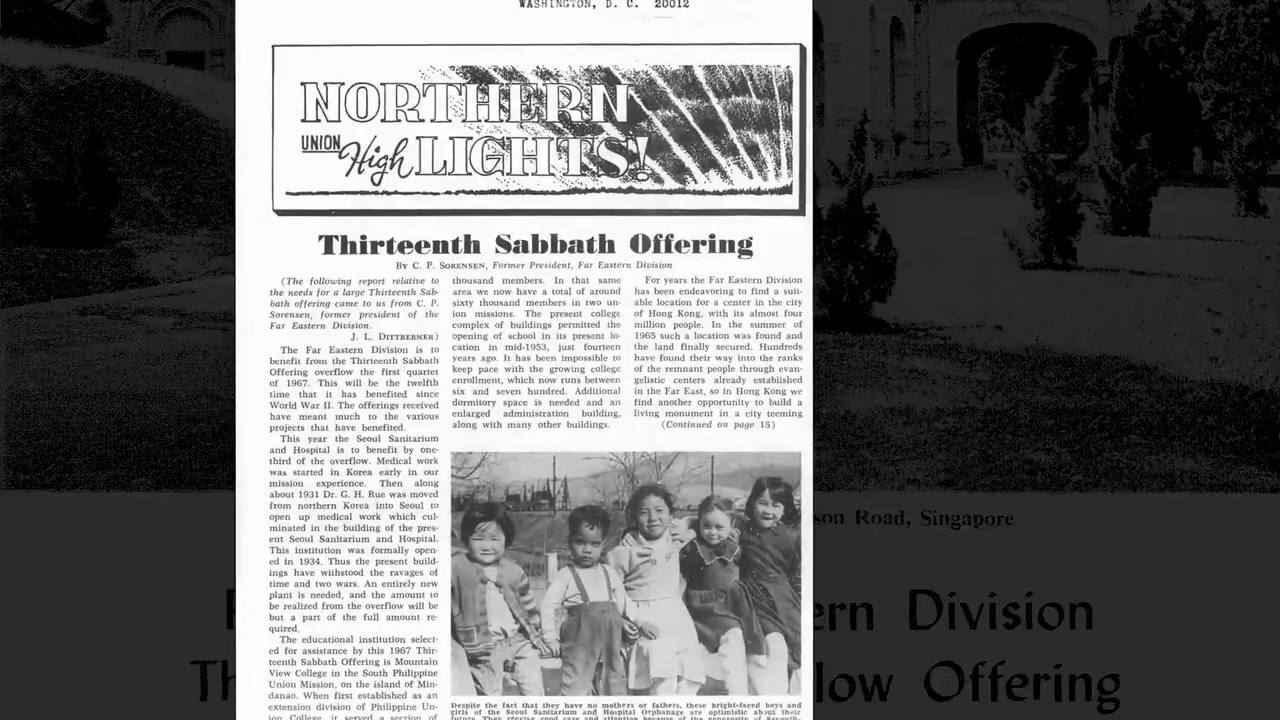 WASHINGTON, D. C. 20012
NORTHERN
UNION High LIGHTS!
Thirteenth Sabbath Offering
By C. P. Sorensen, Former President, Far Eastern Division
(The following report relative to
the needs for a large Thirteenth Sab-
bath offering came to us from C. P.
Sorensen, former president of the
Far Eastern Division.
J. L. Dittberner)
The Far Eastern Division is to
benefit from the Thirteenth Sabbath
Offering overflow the first quarter
of 1967. This will be the twelfth
time that it has benefited since
World War II. The offerings received
have meant much to the various
projects that have benefited.
This year the Seoul Sanitarium
and Hospital is to benefit by one-
third of the overflow. Medical work
was started in Korea early in our
mission experience. Then along
about 1931 Dr. G. H. Rue was moved
from northern Korea into Seoul to
open up medical work which cul-
minated in the building of the pres-
ent Seoul Sanitarium and Hospital.
This institution was formally open-
ed in 1934. Thus the present build-
ings have withstood the ravages of
time and two wars. An entirely new
plant is needed, and the amount to
be realized from the overflow will be
but a part of the full amount re-
quired.
The educational institution select-
ed for assistance by this 1967 Thir-
teenth Sabbath Offering is Mountain
View College in the South Philippine
Union Mission, on the island of Min-
danao. When first established as an
extension division of Philippine Un-
ion College, it served a section of
thousand members. In that same
area we now have a total of around
sixty thousand members in two un-
ion missions. The present college
complex of buildings permitted the
opening of school in its present lo-
cation in mid-1953, just fourteen
years ago. It has been impossible to
keep pace with the growing college
enrollment, which now runs between
six and seven hundred. Additional
dormitory space is needed and an
enlarged administration building,
along with many other buildings.
For years the Far Eastern Division
has been endeavoring to find a suit-
able location for a center in the city
of Hong Kong, with its almost four
million people. In the summer of
1965 such a location was found and
the land finally secured. Hundreds
have found their way into the ranks
of the remnant people through evan-
gelistic centers already established
in the Far East, so in Hong Kong we
find another opportunity to build a
living monument in a city teeming
(Continued on page 15)
Despite the fact that they have no mothers or fathers, these bright-faced boys and
girls of the Seoul Sanitarium and Hospital Orphanage are optimistic about their
future. They receive good care and attention because of the generosity of Seventh-
son Road, Singapore
ern Division
Th low Offering